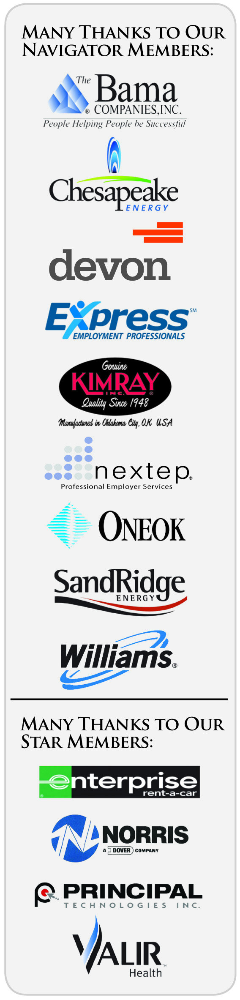 MANY THANKS TO OUR
NAVIGATOR MEMBERS:
The Bama
® COMPANIES, INC.
People Helping People be Successful
Chesapeake
ENERGY
devon
Express SM
EMPLOYMENT PROFESSIONALS
Genuine
KIMRAY
INC. ®
Quality Since 1948
Manufactured in Oklahoma City, OK USA
nextep®
Professional Employer Services
ONEOK
SandRidge
ENERGY
Williams®
MANY THANKS TO OUR
STAR MEMBERS:
enterprise
® rent-a-car
NORRIS
A DOVER COMPANY
PRINCIPAL
TECHNOLOGIES INC.
VALIR™
Health